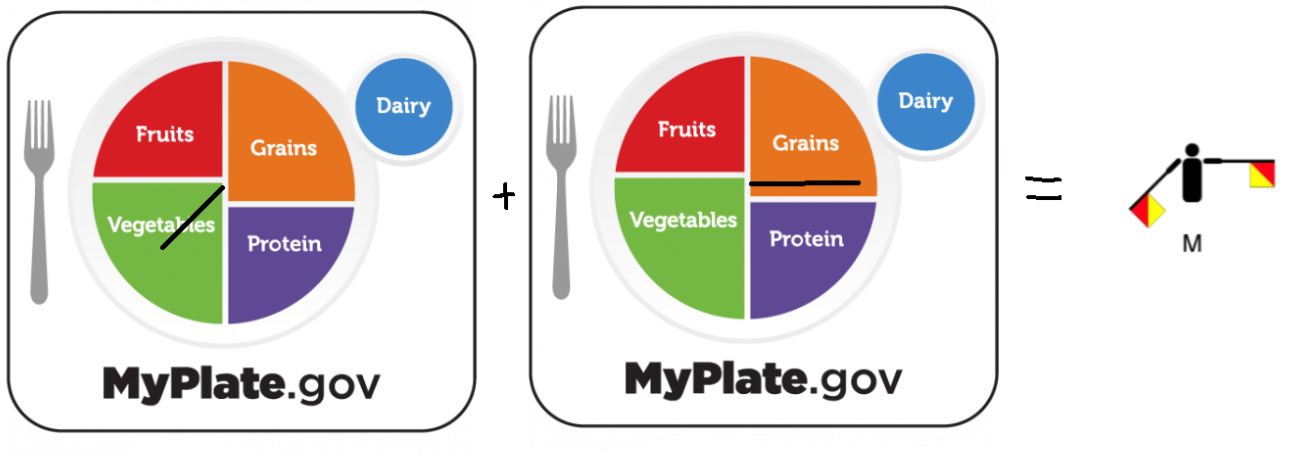 Fruits
Grains
Dairy
Vegetables
Protein
MyPlate.gov
+
Fruits
Grains
Dairy
Vegetables
Protein
MyPlate.gov
=
M